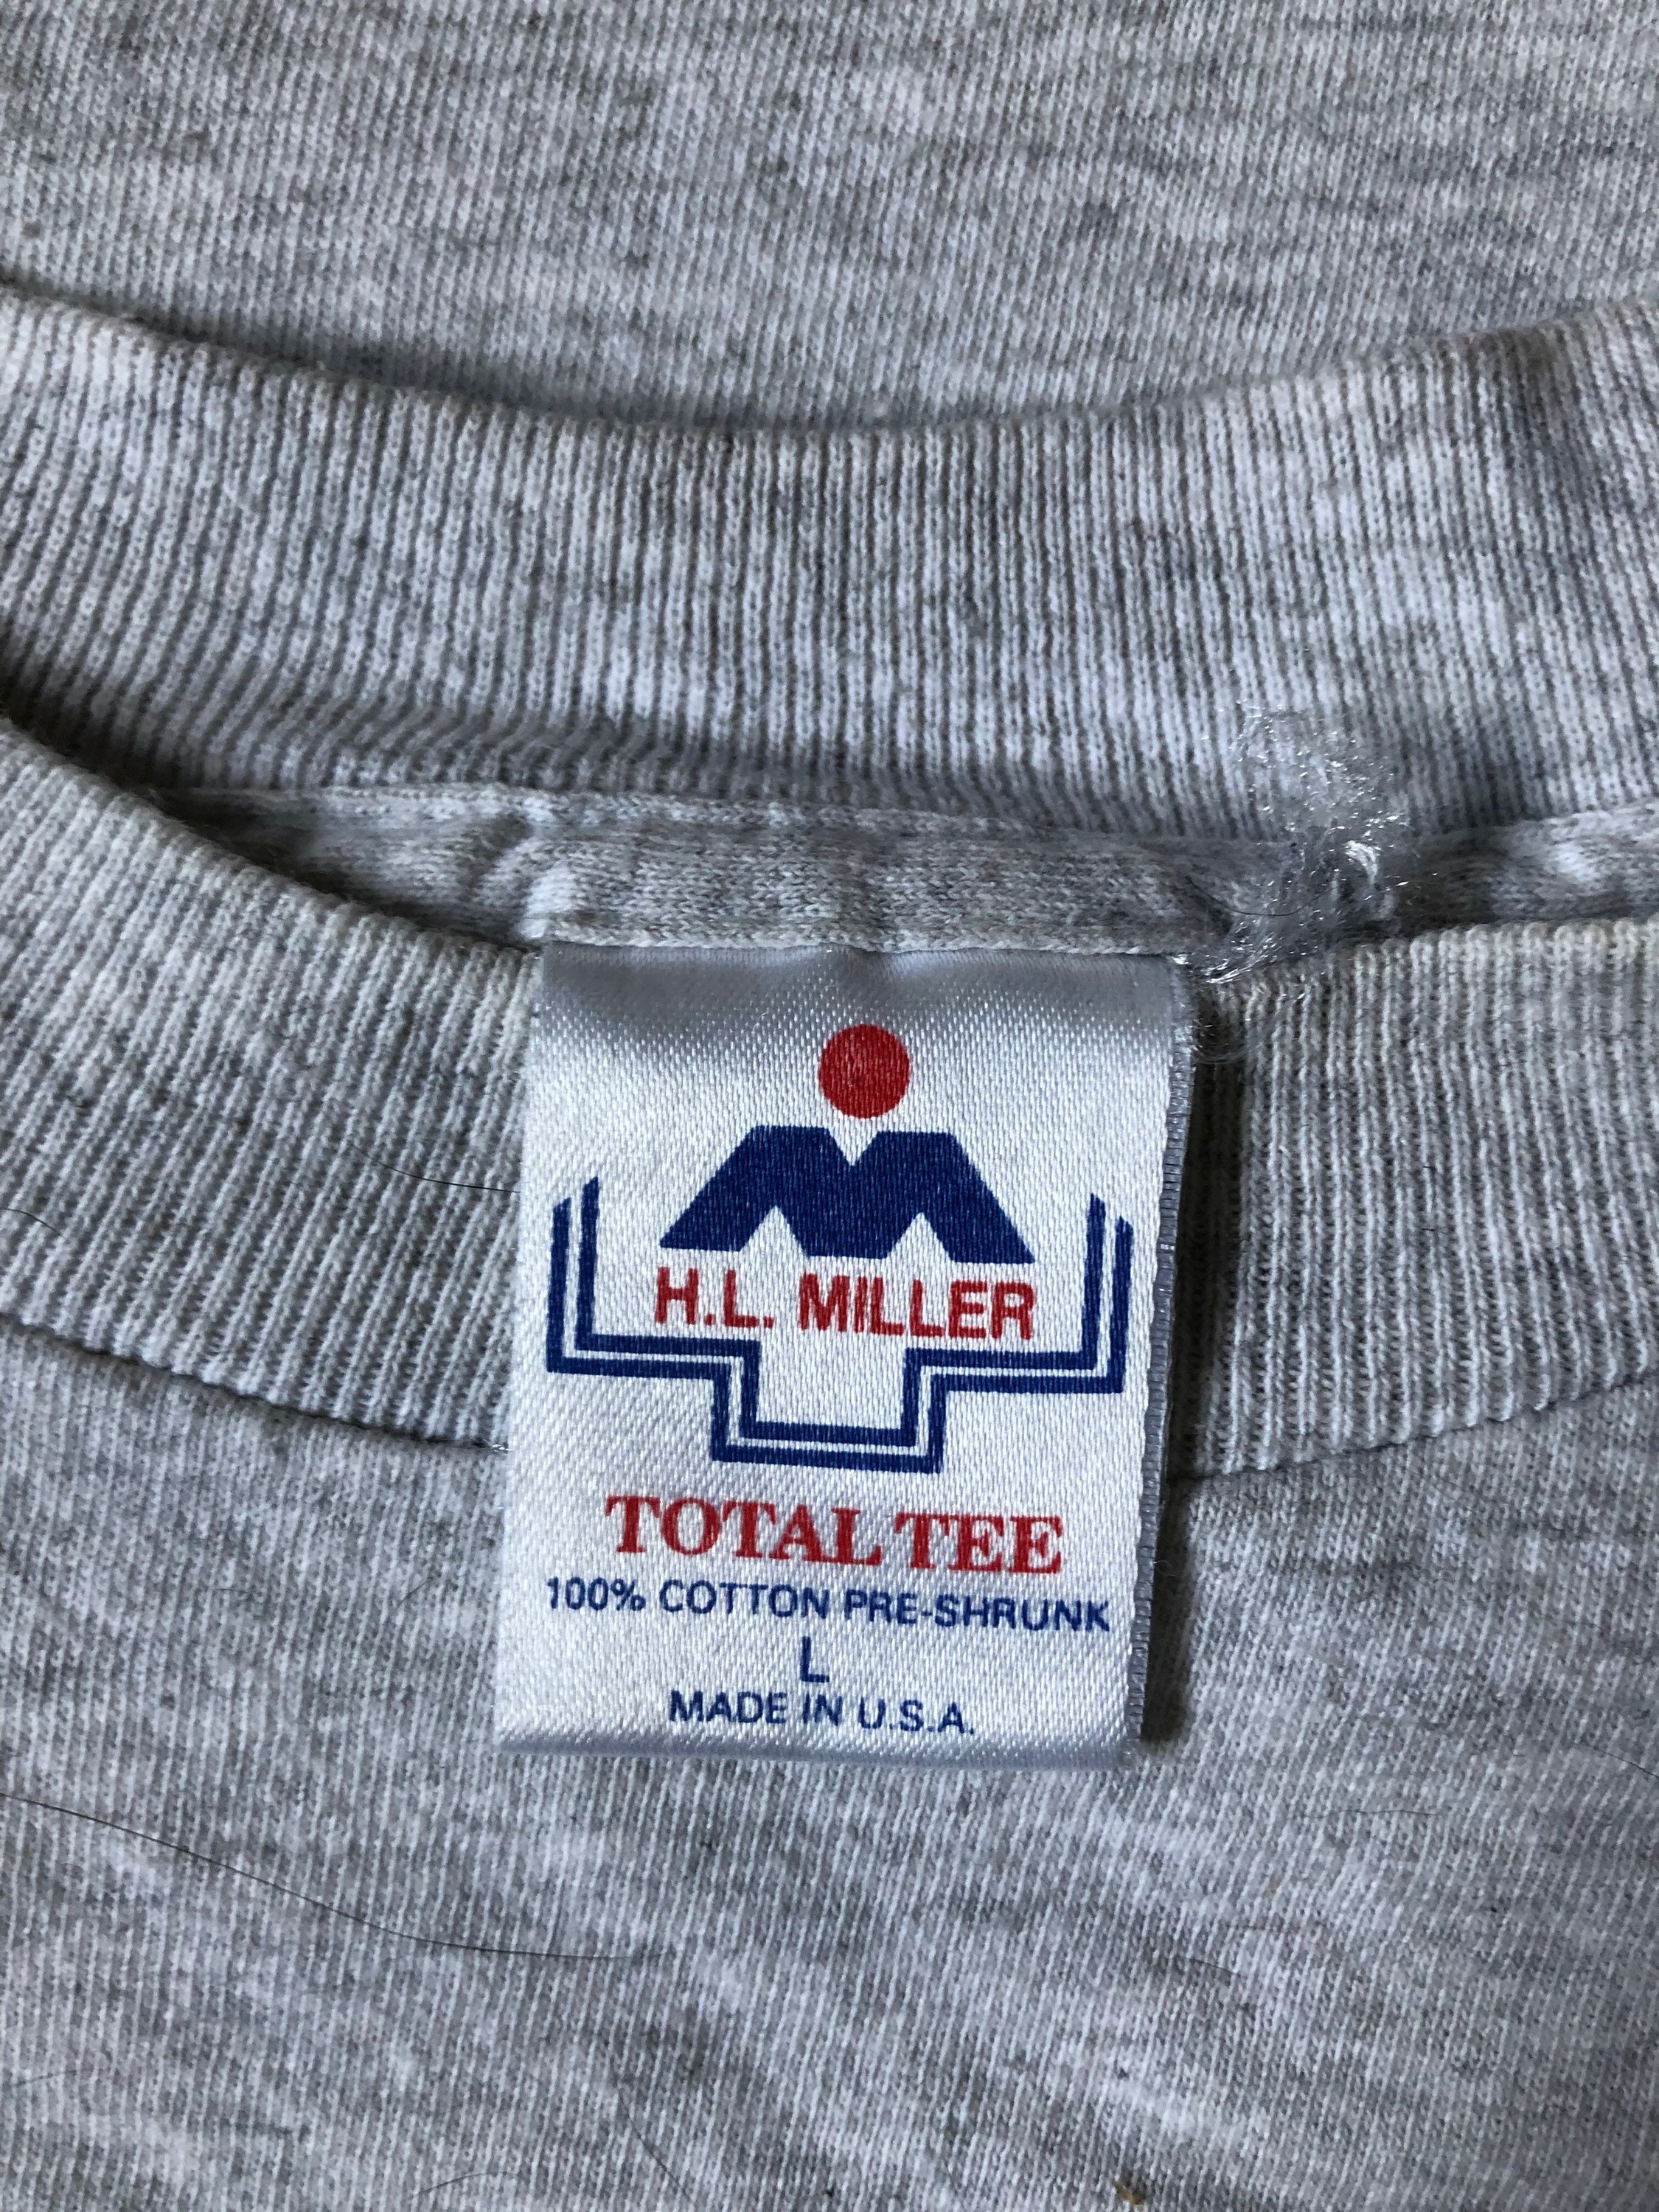 M
H.L. MILLER
TOTAL TEE
100% COTTON PRE-SHRUNK
L
MADE IN U.S.A.